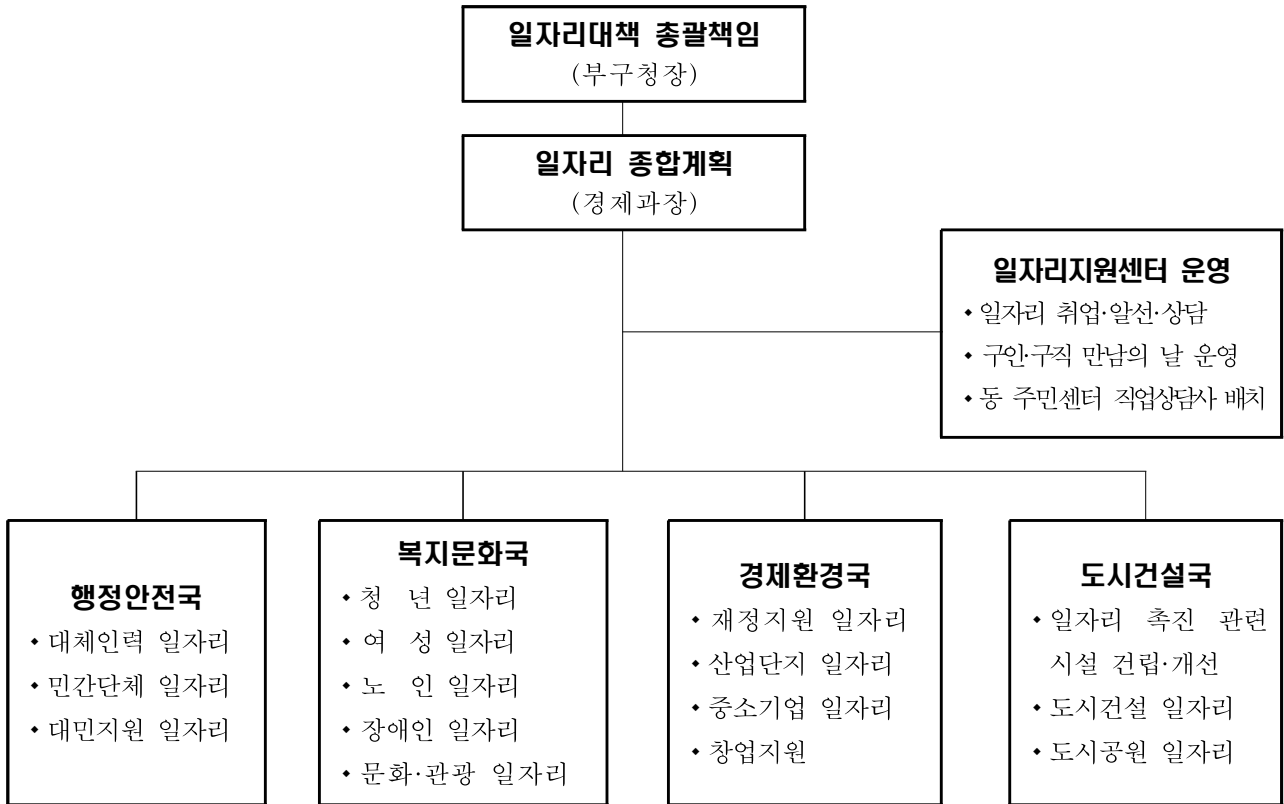 일자리대책 총괄책임
(부구청장)
일자리 종합계획
(경제과장)
일자리지원센터 운영
◆ 일자리 취업·알선·상담
◆ 구인·구직 만남의 날 운영
◆ 동 주민센터 직업상담사 배치
행정안전국
◆ 대체인력 일자리
◆ 민간단체 일자리
◆ 대민지원 일자리
복지문화국
◆ 청 년 일자리
◆ 여 성 일자리
◆ 노 인 일자리
◆ 장애인 일자리
◆ 문화·관광 일자리
경제환경국
◆ 재정지원 일자리
◆ 산업단지 일자리
◆ 중소기업 일자리
◆ 창업지원
도시건설국
◆ 일자리 촉진 관련
시설 건립·개선
◆ 도시건설 일자리
◆ 도시공원 일자리